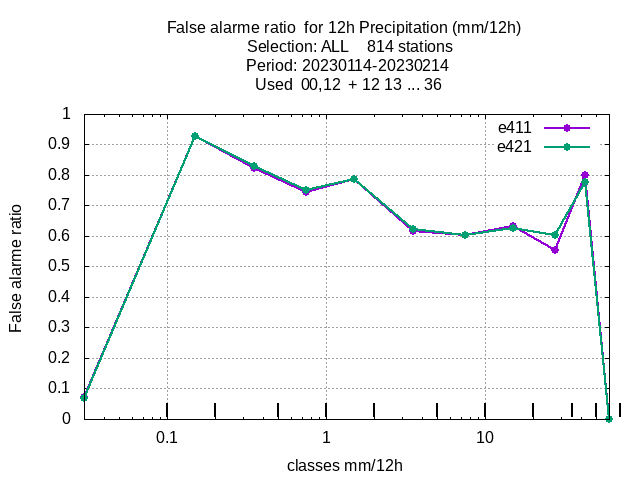 False alarme ratio  for 12h Precipitation (mm/12h)
Selection: ALL    814 stations
Period: 20230114-20230214
Used  00,12  + 12 13 ... 36
e411
e421
1
0.9
0.8
0.7
0.6
0.5
0.4
0.3
0.2
0.1
0
False alarme ratio
0.1 1 10
classes mm/12h